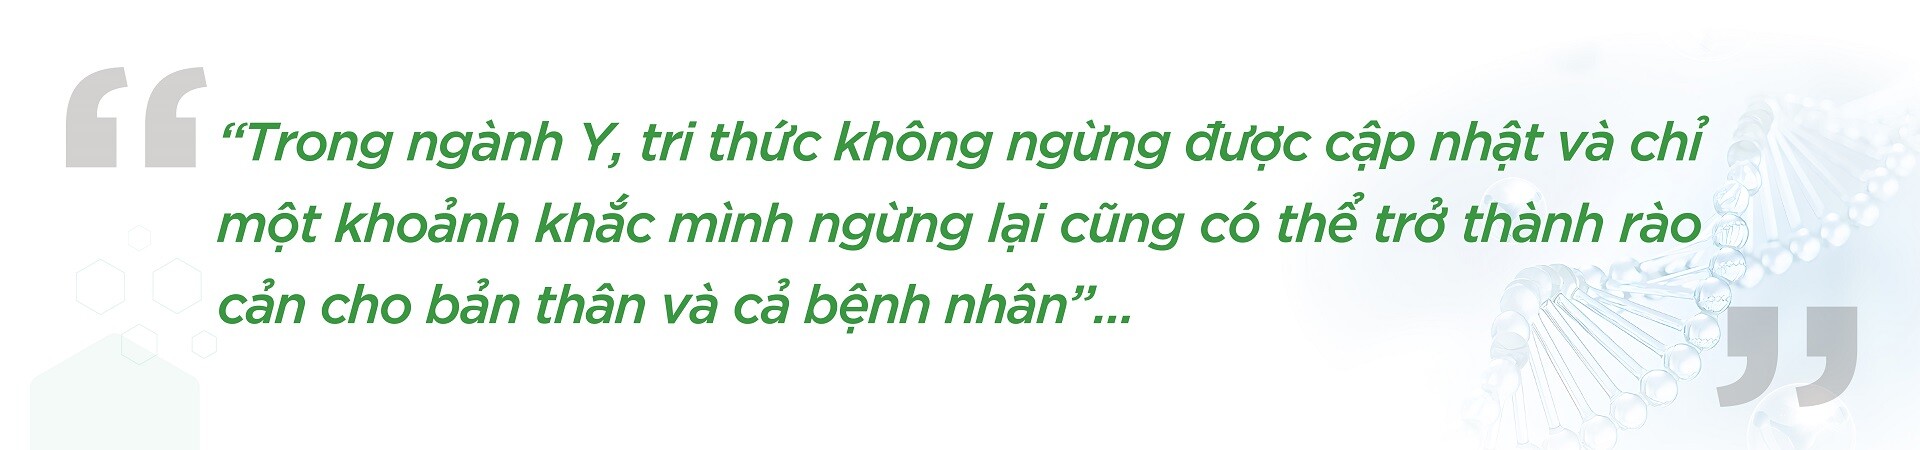 “Trong ngành Y, tri thức không ngừng được cập nhật và chỉ
một khoảnh khắc mình ngừng lại cũng có thể trở thành rào
cản cho bản thân và cả bệnh nhân”...